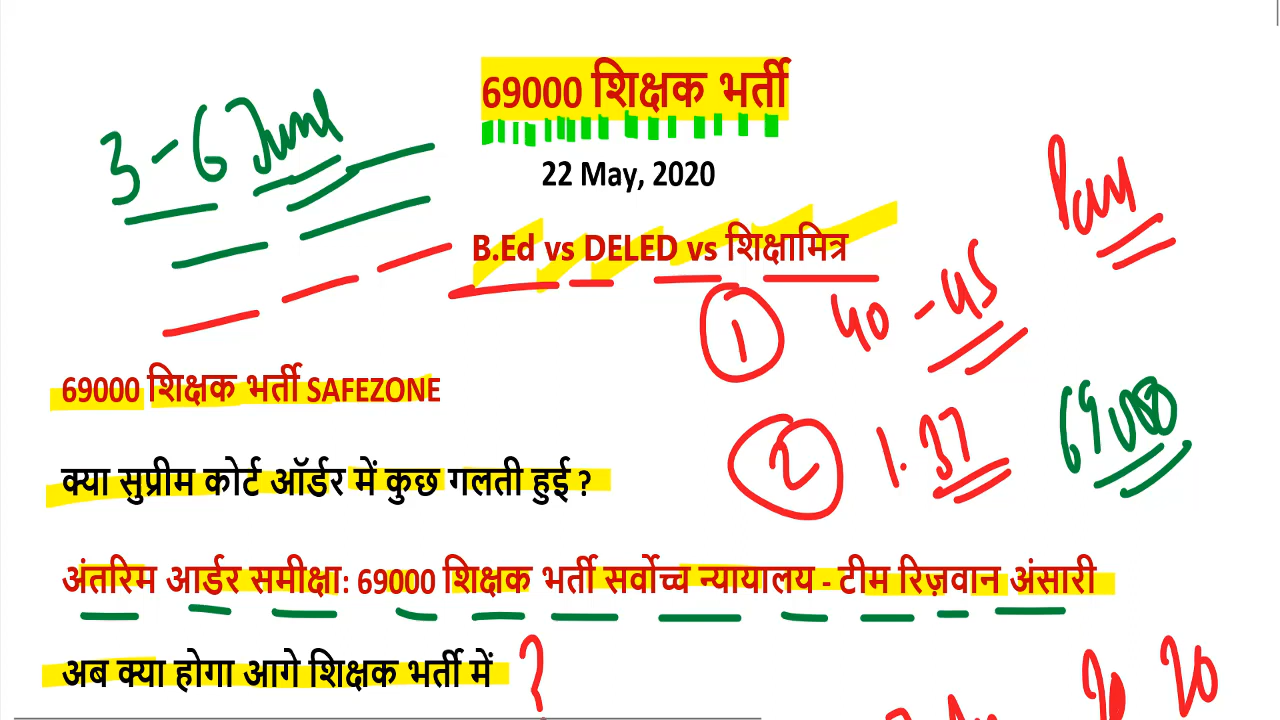 69000 शिक्षक भर्ती
3-6 June
22 May, 2020
B.Ed vs DELED vs शिक्षामित्र
1 40-45
69000 शिक्षक भर्ती SAFEZONE
2 1.37
69000
क्या सुप्रीम कोर्ट ऑर्डर में कुछ गलती हुई ?
अंतरिम आर्डर समीक्षा: 69000 शिक्षक भर्ती सर्वोच्च न्यायालय - टीम रिज़वान अंसारी
अब क्या होगा आगे शिक्षक भर्ती में ?
20